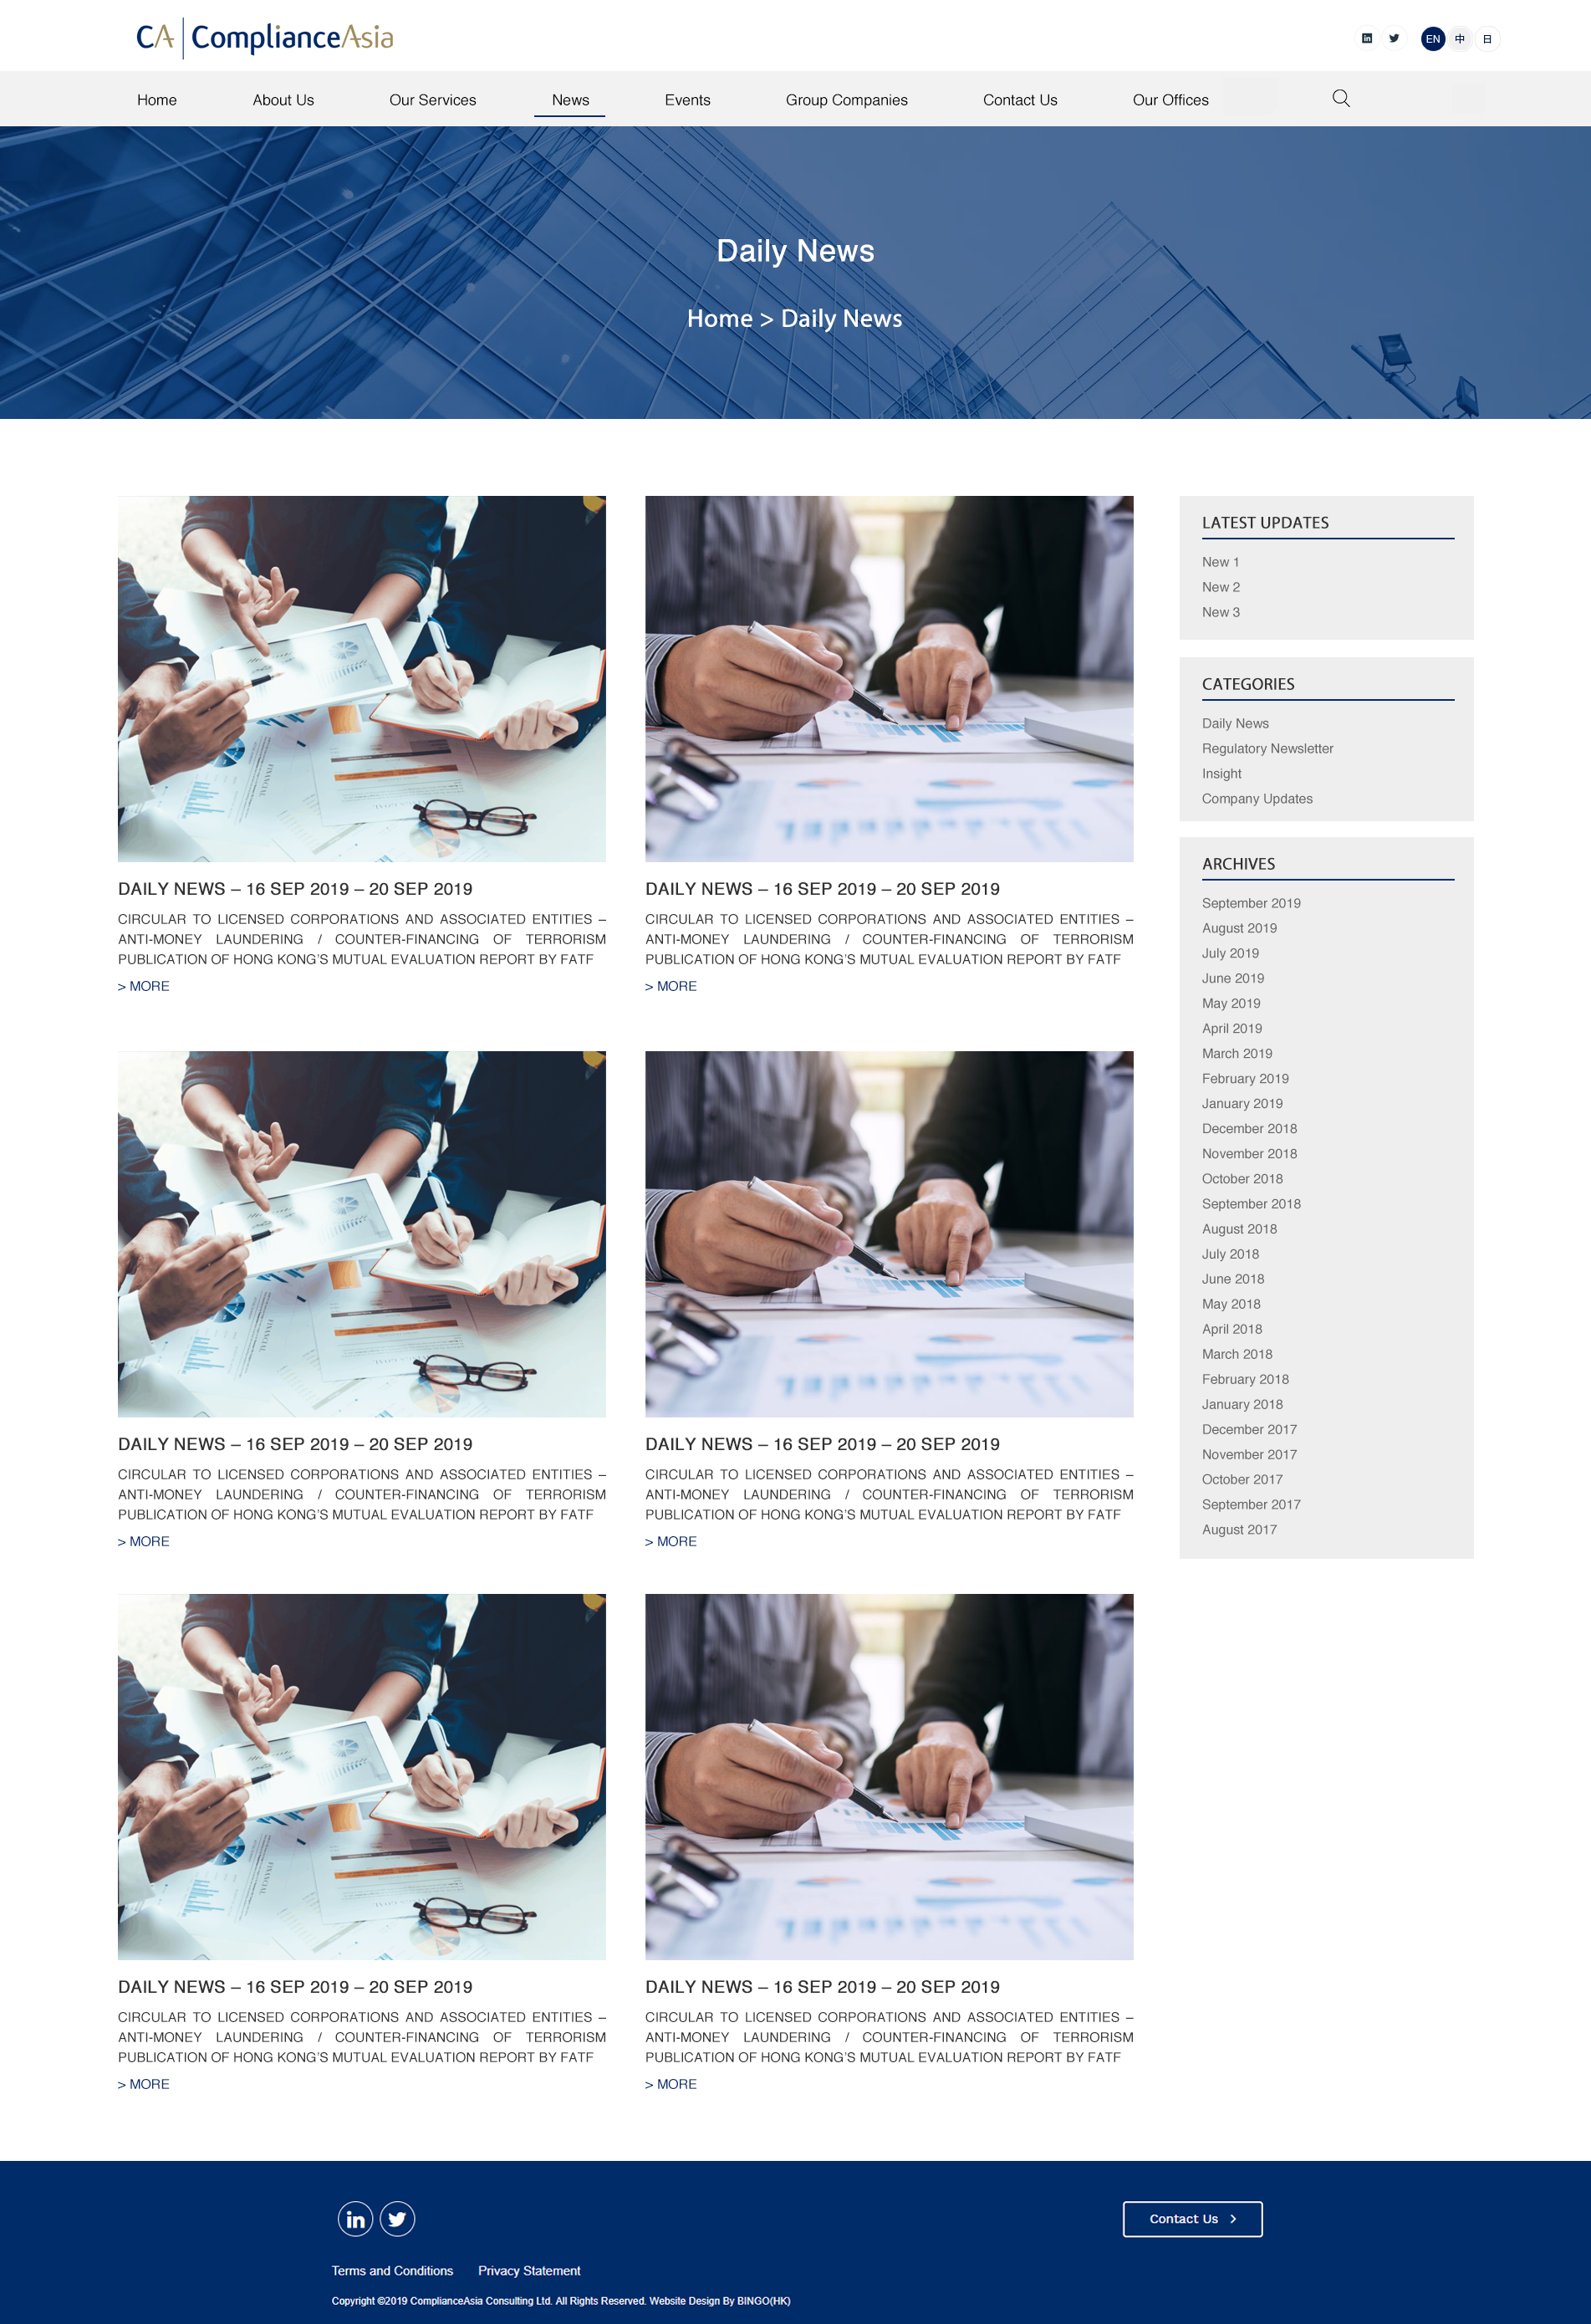 CA ComplianceAsia
EN 中 日
Home About Us Our Services News Events Group Companies Contact Us Our Offices
Daily News
Home > Daily News
DAILY NEWS – 16 SEP 2019 – 20 SEP 2019
CIRCULAR TO LICENSED CORPORATIONS AND ASSOCIATED ENTITIES –
ANTI-MONEY LAUNDERING / COUNTER-FINANCING OF TERRORISM
PUBLICATION OF HONG KONG’S MUTUAL EVALUATION REPORT BY FATF
> MORE
DAILY NEWS – 16 SEP 2019 – 20 SEP 2019
CIRCULAR TO LICENSED CORPORATIONS AND ASSOCIATED ENTITIES –
ANTI-MONEY LAUNDERING / COUNTER-FINANCING OF TERRORISM
PUBLICATION OF HONG KONG’S MUTUAL EVALUATION REPORT BY FATF
> MORE
DAILY NEWS – 16 SEP 2019 – 20 SEP 2019
CIRCULAR TO LICENSED CORPORATIONS AND ASSOCIATED ENTITIES –
ANTI-MONEY LAUNDERING / COUNTER-FINANCING OF TERRORISM
PUBLICATION OF HONG KONG’S MUTUAL EVALUATION REPORT BY FATF
> MORE
DAILY NEWS – 16 SEP 2019 – 20 SEP 2019
CIRCULAR TO LICENSED CORPORATIONS AND ASSOCIATED ENTITIES –
ANTI-MONEY LAUNDERING / COUNTER-FINANCING OF TERRORISM
PUBLICATION OF HONG KONG’S MUTUAL EVALUATION REPORT BY FATF
> MORE
DAILY NEWS – 16 SEP 2019 – 20 SEP 2019
CIRCULAR TO LICENSED CORPORATIONS AND ASSOCIATED ENTITIES –
ANTI-MONEY LAUNDERING / COUNTER-FINANCING OF TERRORISM
PUBLICATION OF HONG KONG’S MUTUAL EVALUATION REPORT BY FATF
> MORE
DAILY NEWS – 16 SEP 2019 – 20 SEP 2019
CIRCULAR TO LICENSED CORPORATIONS AND ASSOCIATED ENTITIES –
ANTI-MONEY LAUNDERING / COUNTER-FINANCING OF TERRORISM
PUBLICATION OF HONG KONG’S MUTUAL EVALUATION REPORT BY FATF
> MORE
LATEST UPDATES
New 1
New 2
New 3
CATEGORIES
Daily News
Regulatory Newsletter
Insight
Company Updates
ARCHIVES
September 2019
August 2019
July 2019
June 2019
May 2019
April 2019
March 2019
February 2019
January 2019
December 2018
November 2018
October 2018
September 2018
August 2018
July 2018
June 2018
May 2018
April 2018
March 2018
February 2018
January 2018
December 2017
November 2017
October 2017
September 2017
August 2017
in
Contact Us >
Terms and Conditions Privacy Statement
Copyright ©2019 ComplianceAsia Consulting Ltd. All Rights Reserved. Website Design By BINGO(HK)